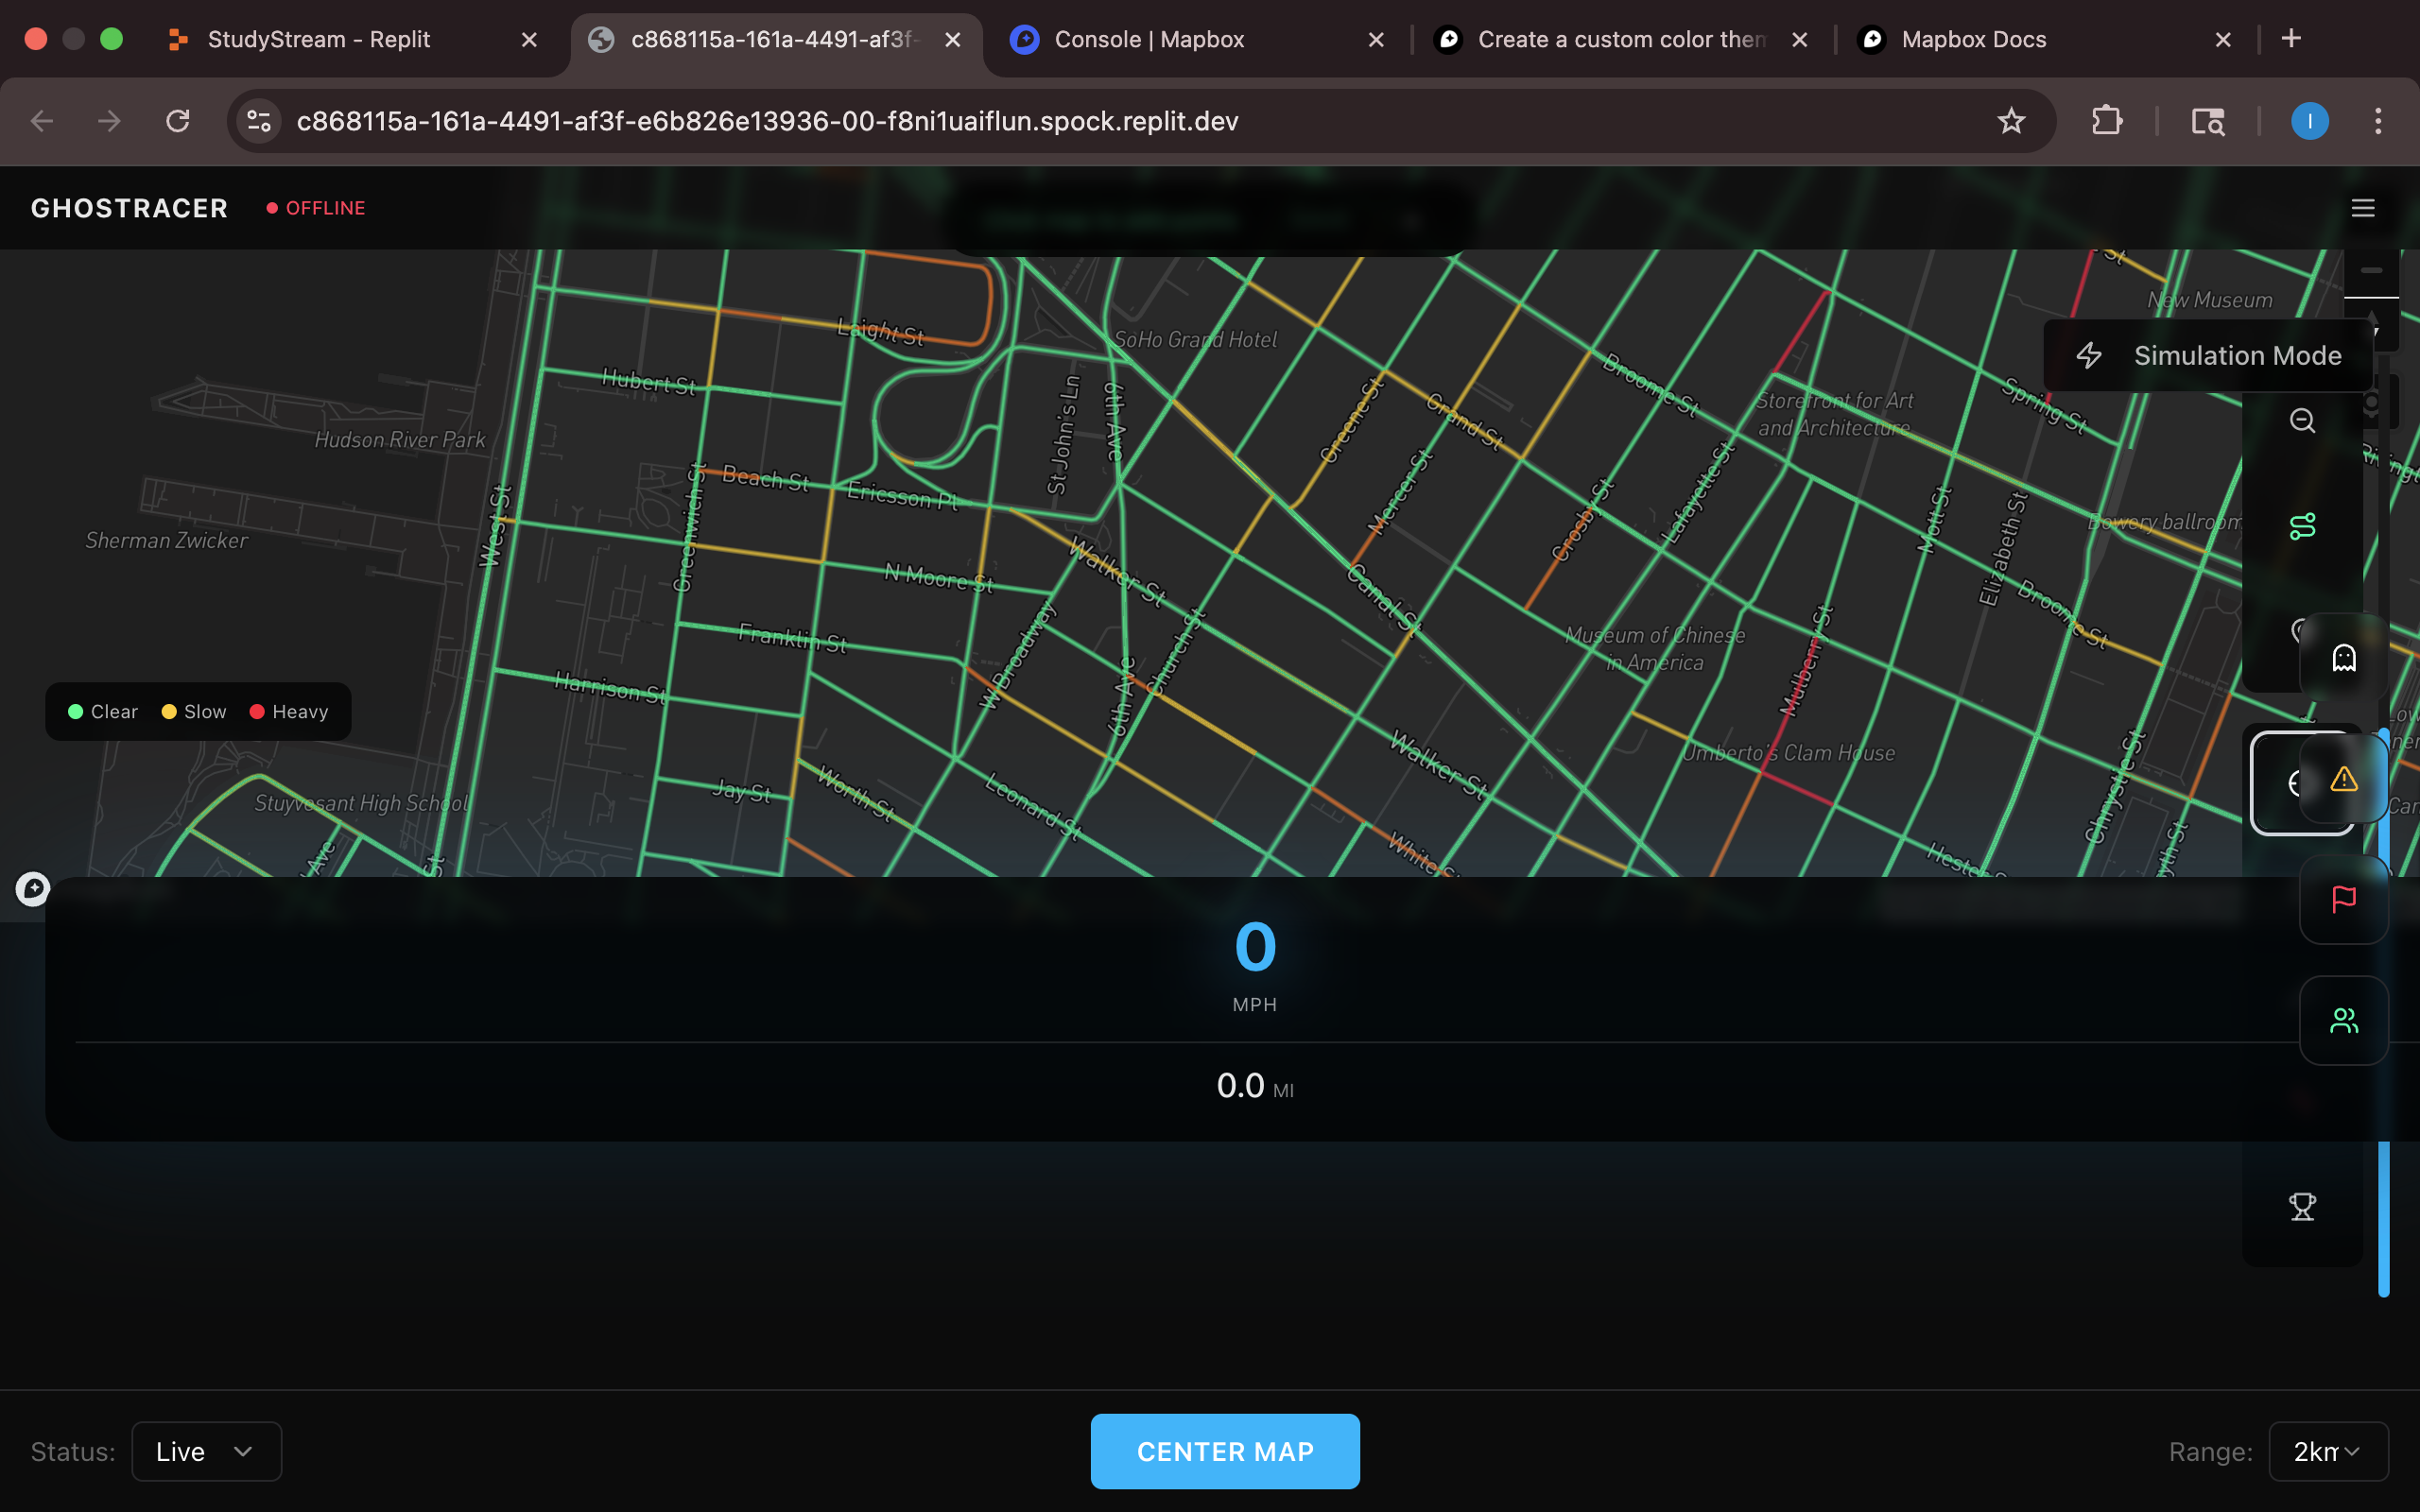 StudyStream - Replit
c868115a-161a-4491-af3f-
Console | Mapbox
Create a custom color them
Mapbox Docs
c868115a-161a-4491-af3f-e6b826e13936-00-f8ni1uaiflun.spock.replit.dev
I
GHOSTRACER
OFFLINE
St
New Museum
Simulation Mode
Laight St
SoHo Grand Hotel
Hubert St
St John's Ln
6th Ave
Greene St
Grand St
Broome St
Storefront for Art
and Architecture
Spring St
Hudson River Park
Sherman Zwicker
West St
Greenwich St
Beach St
Ericsson Pl
Mercer St
Crosby St
Lafayette St
Mott St
Elizabeth St
Bowery ballroom
N Moore St
Walker St
Canal St
Broome St
Franklin St
W Broadway
6th Ave
Church St
Museum of Chinese
in America
Mulberry St
Harrison St
Clear
Slow
Heavy
Umberto's Clam House
Walker St
Chrystie St
Stuyvesant High School
Jay St
Worth St
Leonard St
Ave
St
0
MPH
0.0 MI
Status:
Live
CENTER MAP
Range:
2km